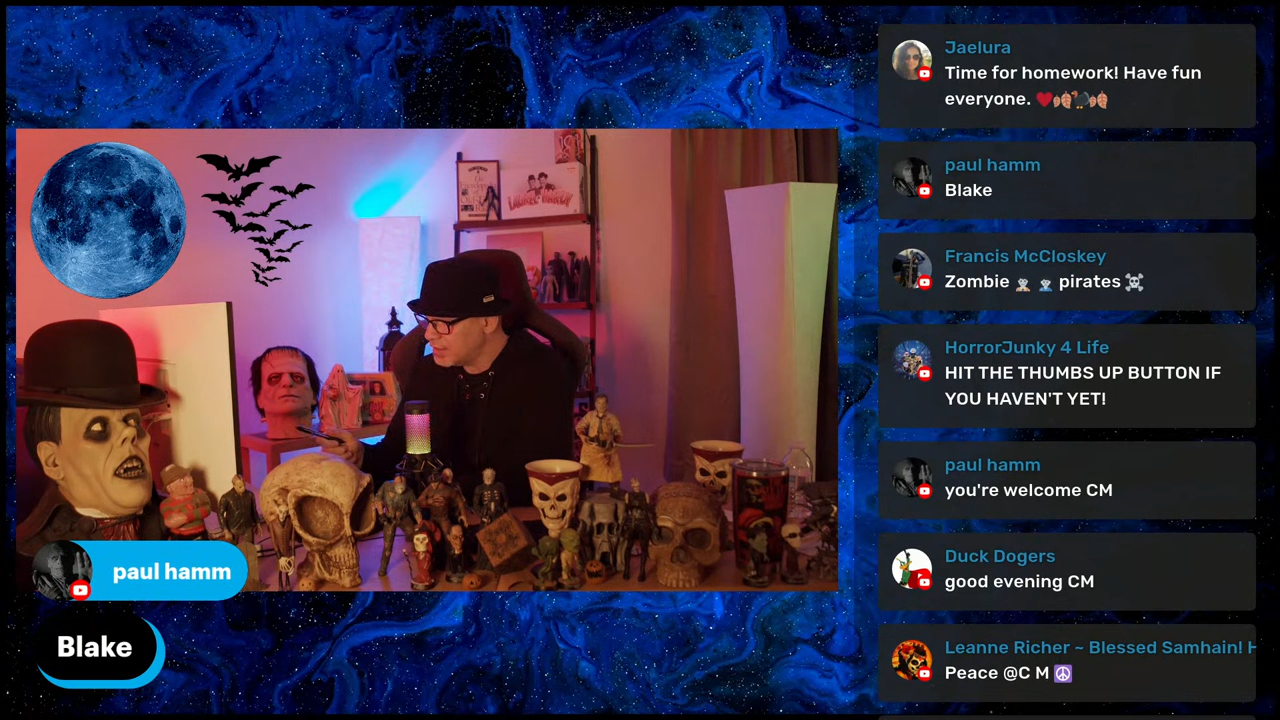 Jaelura
Time for homework! Have fun
everyone. ♥️🍂🦃🍂
paul hamm
Blake
Francis McCloskey
Zombie 🧟‍♂️ 🧟 pirates ☠️
HorrorJunky 4 Life
HIT THE THUMBS UP BUTTON IF
YOU HAVEN'T YET!
paul hamm
you're welcome CM
Duck Dogers
good evening CM
Leanne Richer ~ Blessed Samhain! H
Peace @C M ☮️
LAUREL HARDY
paul hamm
Blake